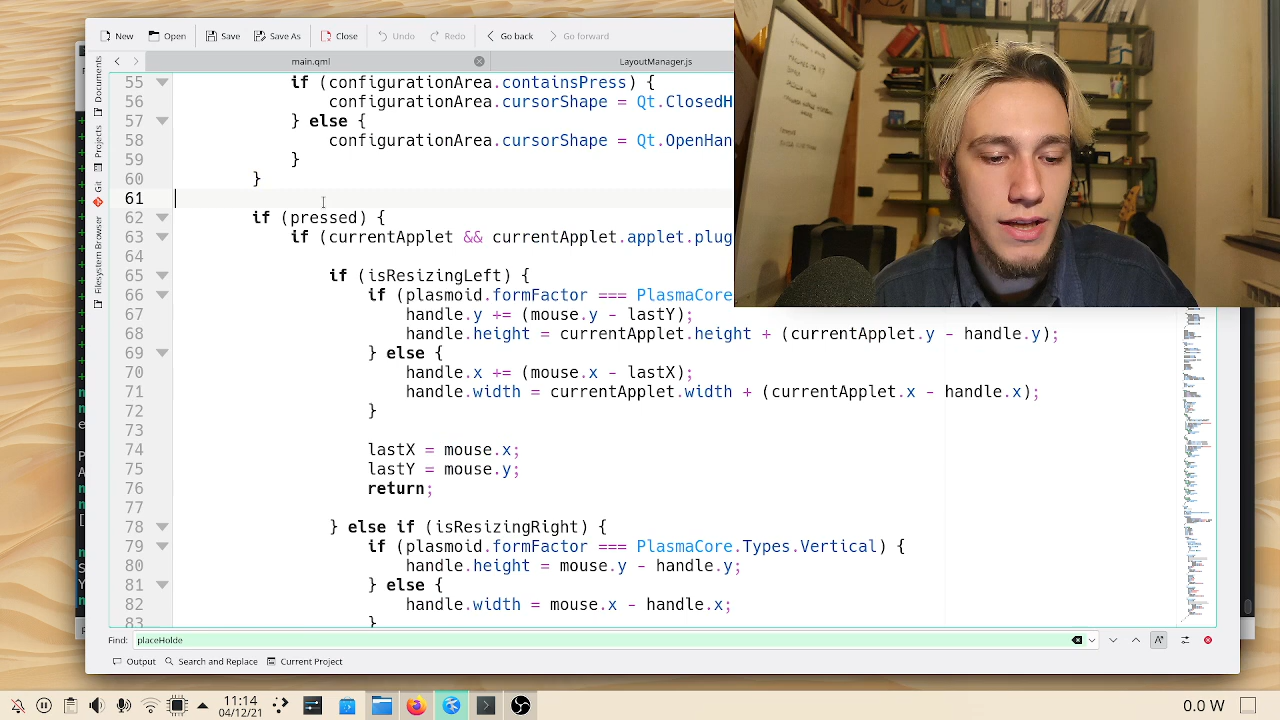 New Open Save Save As Close Undo Redo Go back Go forward
main.qml LayoutManager.js
Documents
Projects
Git
Filesystem Browser
55 if (configurationArea.containsPress) {
56 configurationArea.cursorShape = Qt.ClosedH
57 } else {
58 configurationArea.cursorShape = Qt.OpenHan
59 }
60 }
61
62 if (pressed) {
63 if (currentApplet && currentApplet.applet.plug
64
65 if (isResizingLeft) {
66 if (plasmoid.formFactor === PlasmaCore
67 handle.y += (mouse.y - lastY);
68 handle.height = currentApplet.height + (currentApplet.y - handle.y);
69 } else {
70 handle.x += (mouse.x - lastX);
71 handle.width = currentApplet.width + (currentApplet.x - handle.x);
72 }
73
74 lastX = mouse.x;
75 lastY = mouse.y;
76 return;
77
78 } else if (isResizingRight) {
79 if (plasmoid.formFactor === PlasmaCore.Types.Vertical) {
80 handle.height = mouse.y - handle.y;
81 } else {
82 handle.width = mouse.x - handle.x;
83 }
Find: placeHolde
Output Search and Replace Current Project
11:14
04/12/21
0.0 W